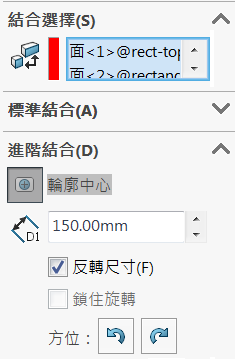 結合選擇(S)
面<1>@rect-top
面<2>@rectanc
標準結合(A)
進階結合(D)
輪廓中心
D1
150.00mm
反轉尺寸(F)
鎖住旋轉
方位：